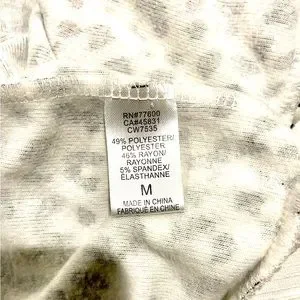 RN#77600
CA#45831
CW7535
49% POLYESTER/
POLYESTER
46% RAYON/
RAYONNE
5% SPANDEX/
ELASTHANNE
M
MADE IN CHINA
FABRIQUÉ EN CHINE